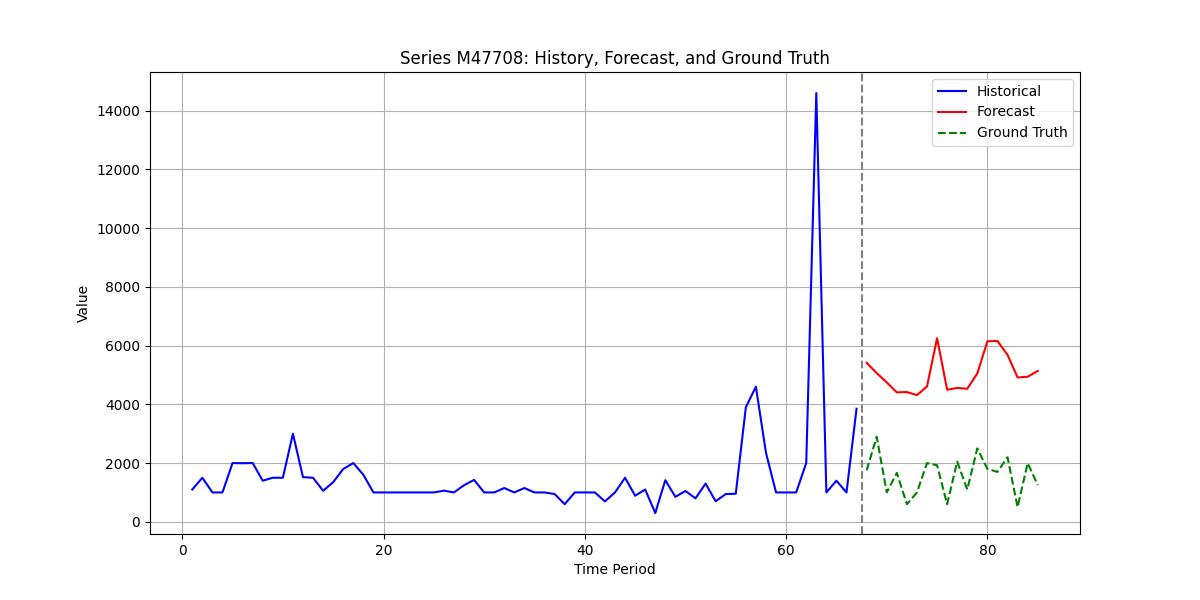 Series M47708: History, Forecast, and Ground Truth
Historical
Forecast
Ground Truth
14000
12000
10000
8000
6000
4000
2000
0
Value
0 20 40 60 80
Time Period